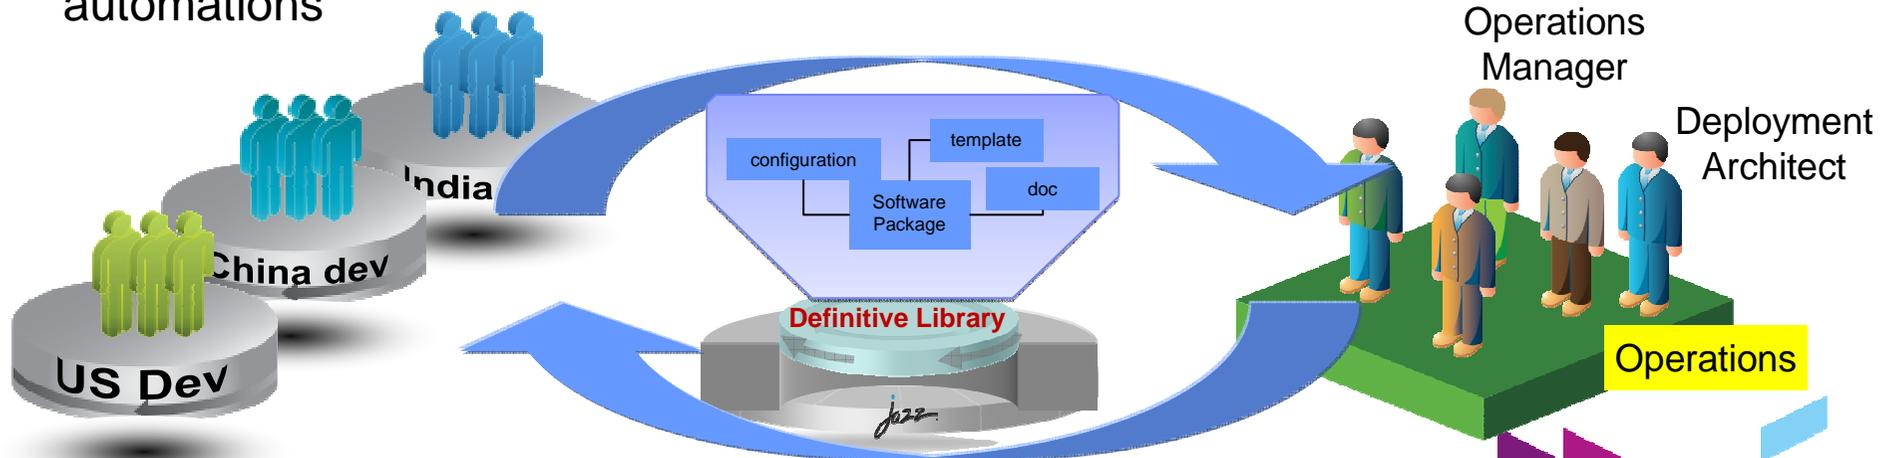 automations
Operations
Manager
Deployment
Architect
India
China dev
US Dev
configuration
template
doc
Software
Package
Definitive Library
jazz
Operations